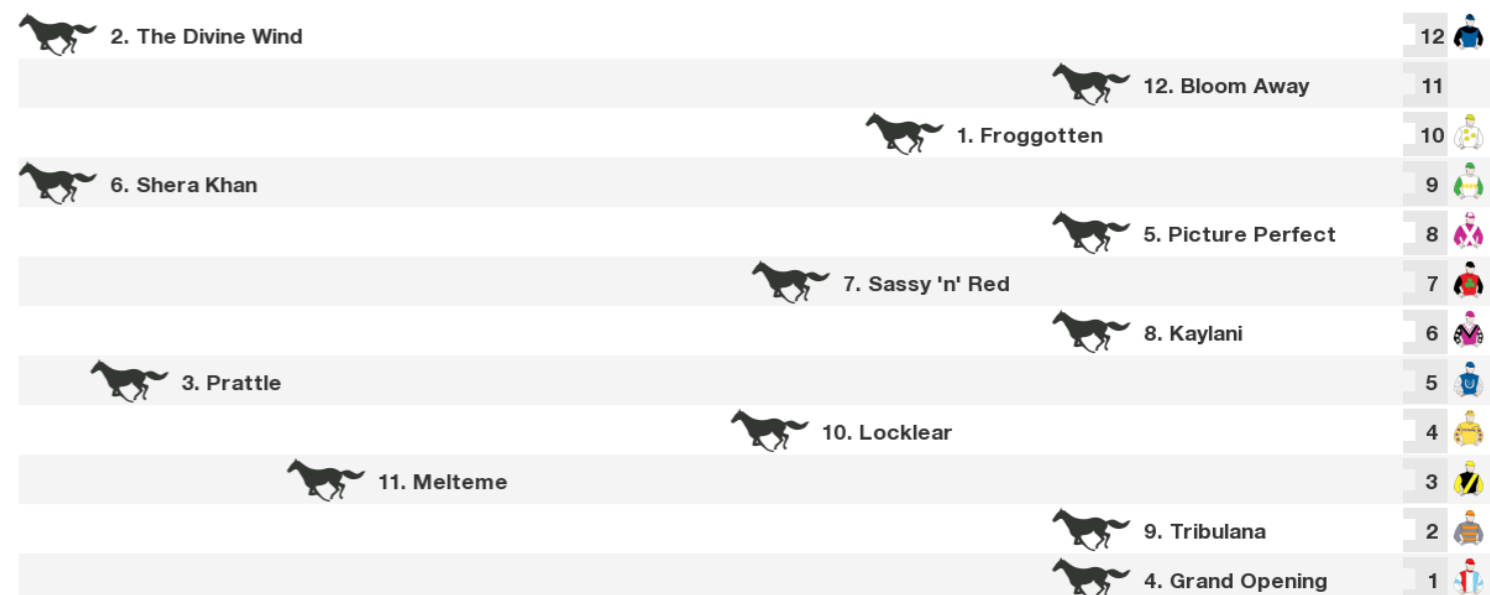 2. The Divine Wind 12
12. Bloom Away 11
1. Froggotten 10
6. Shera Khan 9
5. Picture Perfect 8
7. Sassy 'n' Red 7
8. Kaylani 6
3. Prattle 5
10. Locklear 4
11. Melteme 3
9. Tribulana 2
4. Grand Opening 1